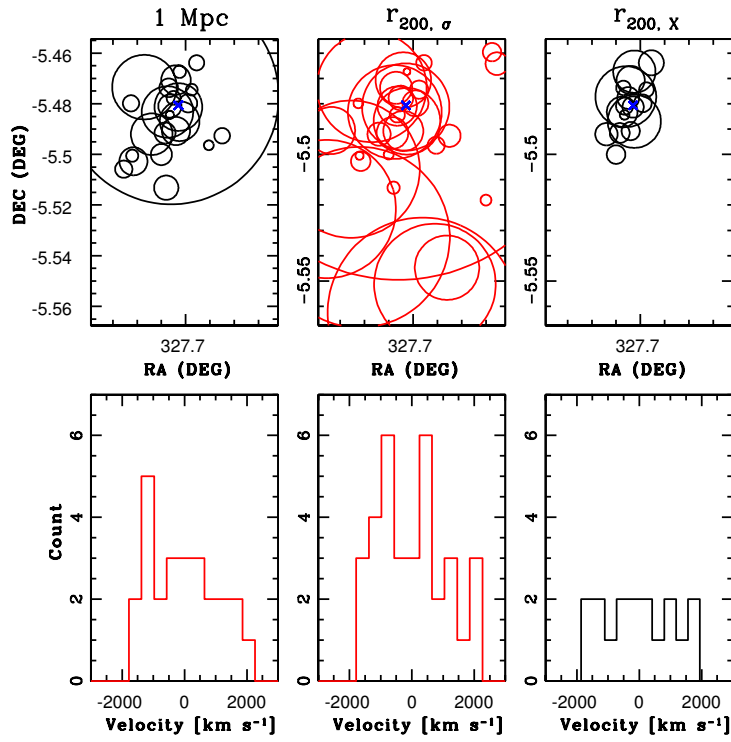 1 Mpc
r200, σ
r200, X
-5.46
-5.48
-5.5
-5.52
-5.54
-5.56
DEC (DEG)
-5.5
-5.55
-5.5
-5.55
327.7
327.7
327.7
RA (DEG)
RA (DEG)
RA (DEG)
6
4
2
0
Count
6
4
2
0
6
4
2
0
-2000 0 2000
-2000 0 2000
-2000 0 2000
Velocity [km s⁻¹]
Velocity [km s⁻¹]
Velocity [km s⁻¹]